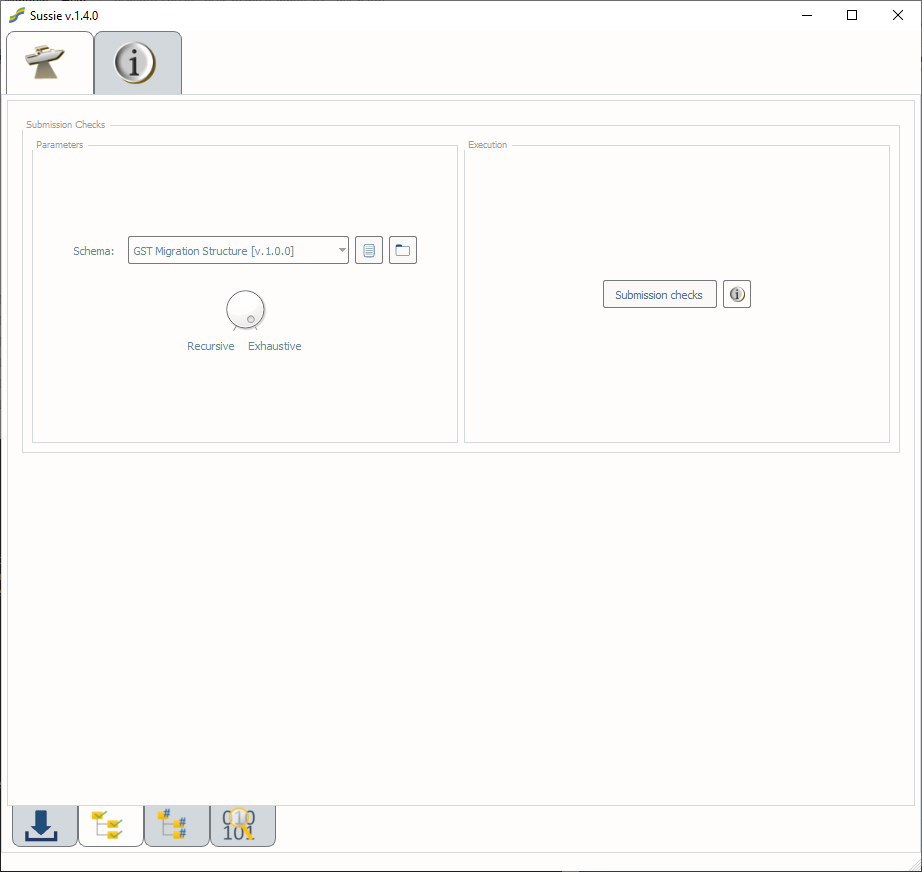 Sussie v.1.4.0
Submission Checks
Parameters
Execution
Schema:
GST Migration Structure [v.1.0.0]
Submission checks
Recursive
Exhaustive
#
#
#
010
101